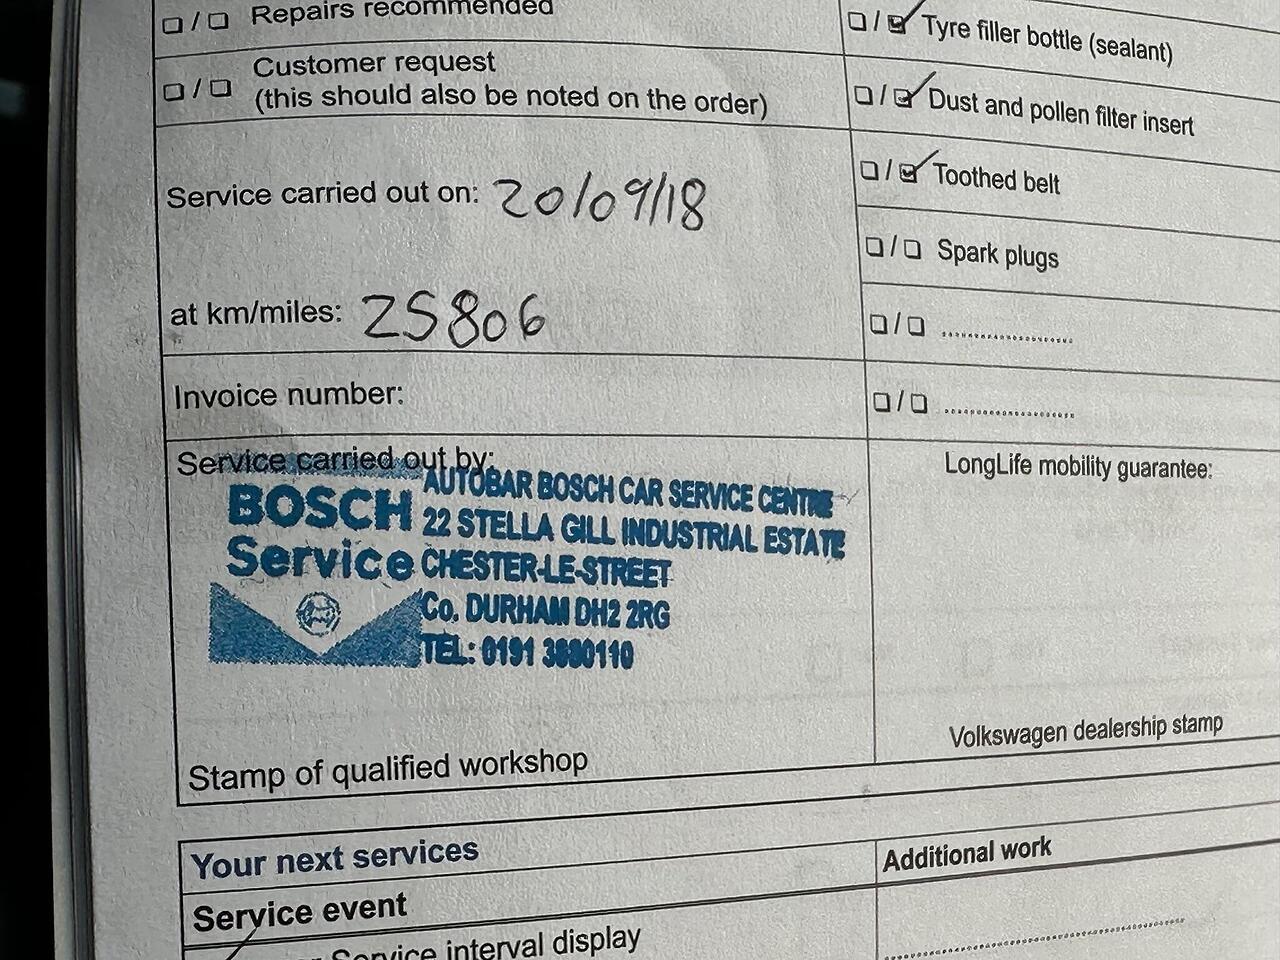 Repairs recommended
Customer request
(this should also be noted on the order)
Service carried out on: 20/09/18
at km/miles: 25806
Invoice number:
Tyre filler bottle (sealant)
Dust and pollen filter insert
Toothed belt
Spark plugs
Service carried out by:
BOSCH
Service
AUTOBAR BOSCH CAR SERVICE CENTRE
22 STELLA GILL INDUSTRIAL ESTATE
CHESTER-LE-STREET
Co. DURHAM DH2 2RG
TEL: 0191
Stamp of qualified workshop
LongLife mobility guarantee:
Volkswagen dealership stamp
Your next services
Service event
Service interval display
Additional work